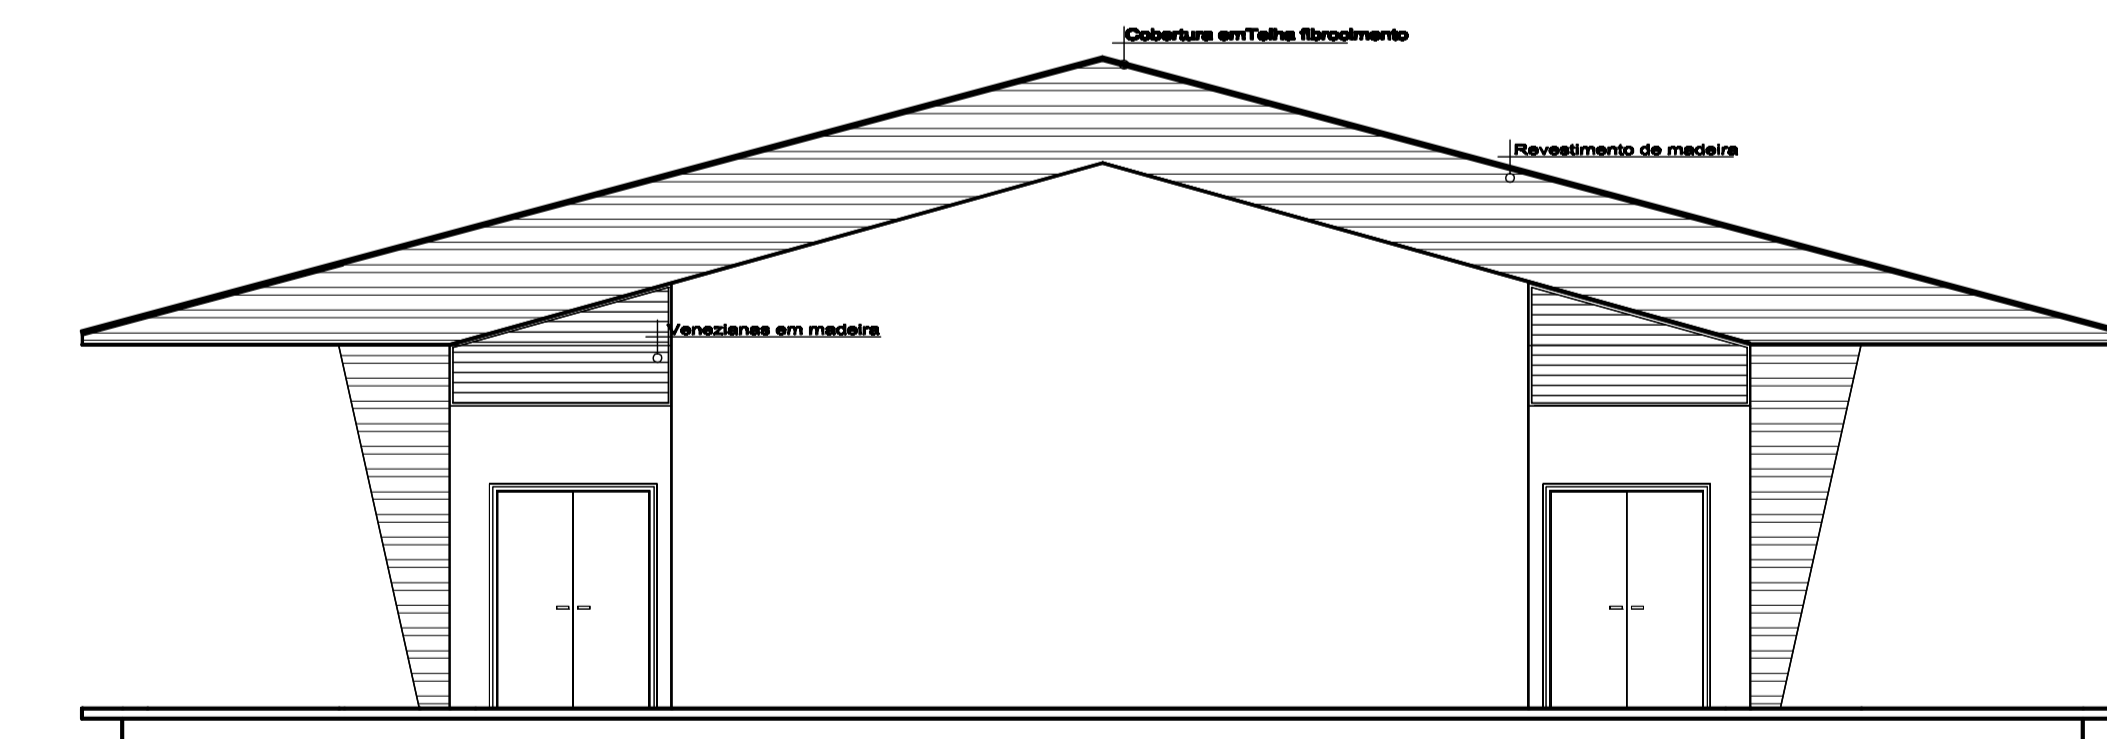 Cobertura emTelha fibrocimento
Revestimento de madeira
Venezianas em madeira